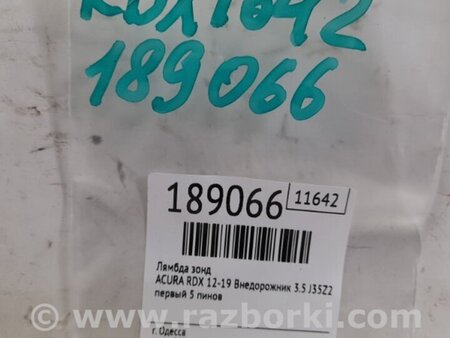 RDX1642
189066
189066 11642
Лямбда зонд
ACURA RDX 12-19 Внедорожник 3.5 J35Z2
первый 5 пинов
г. Одесса
www.razborki.com